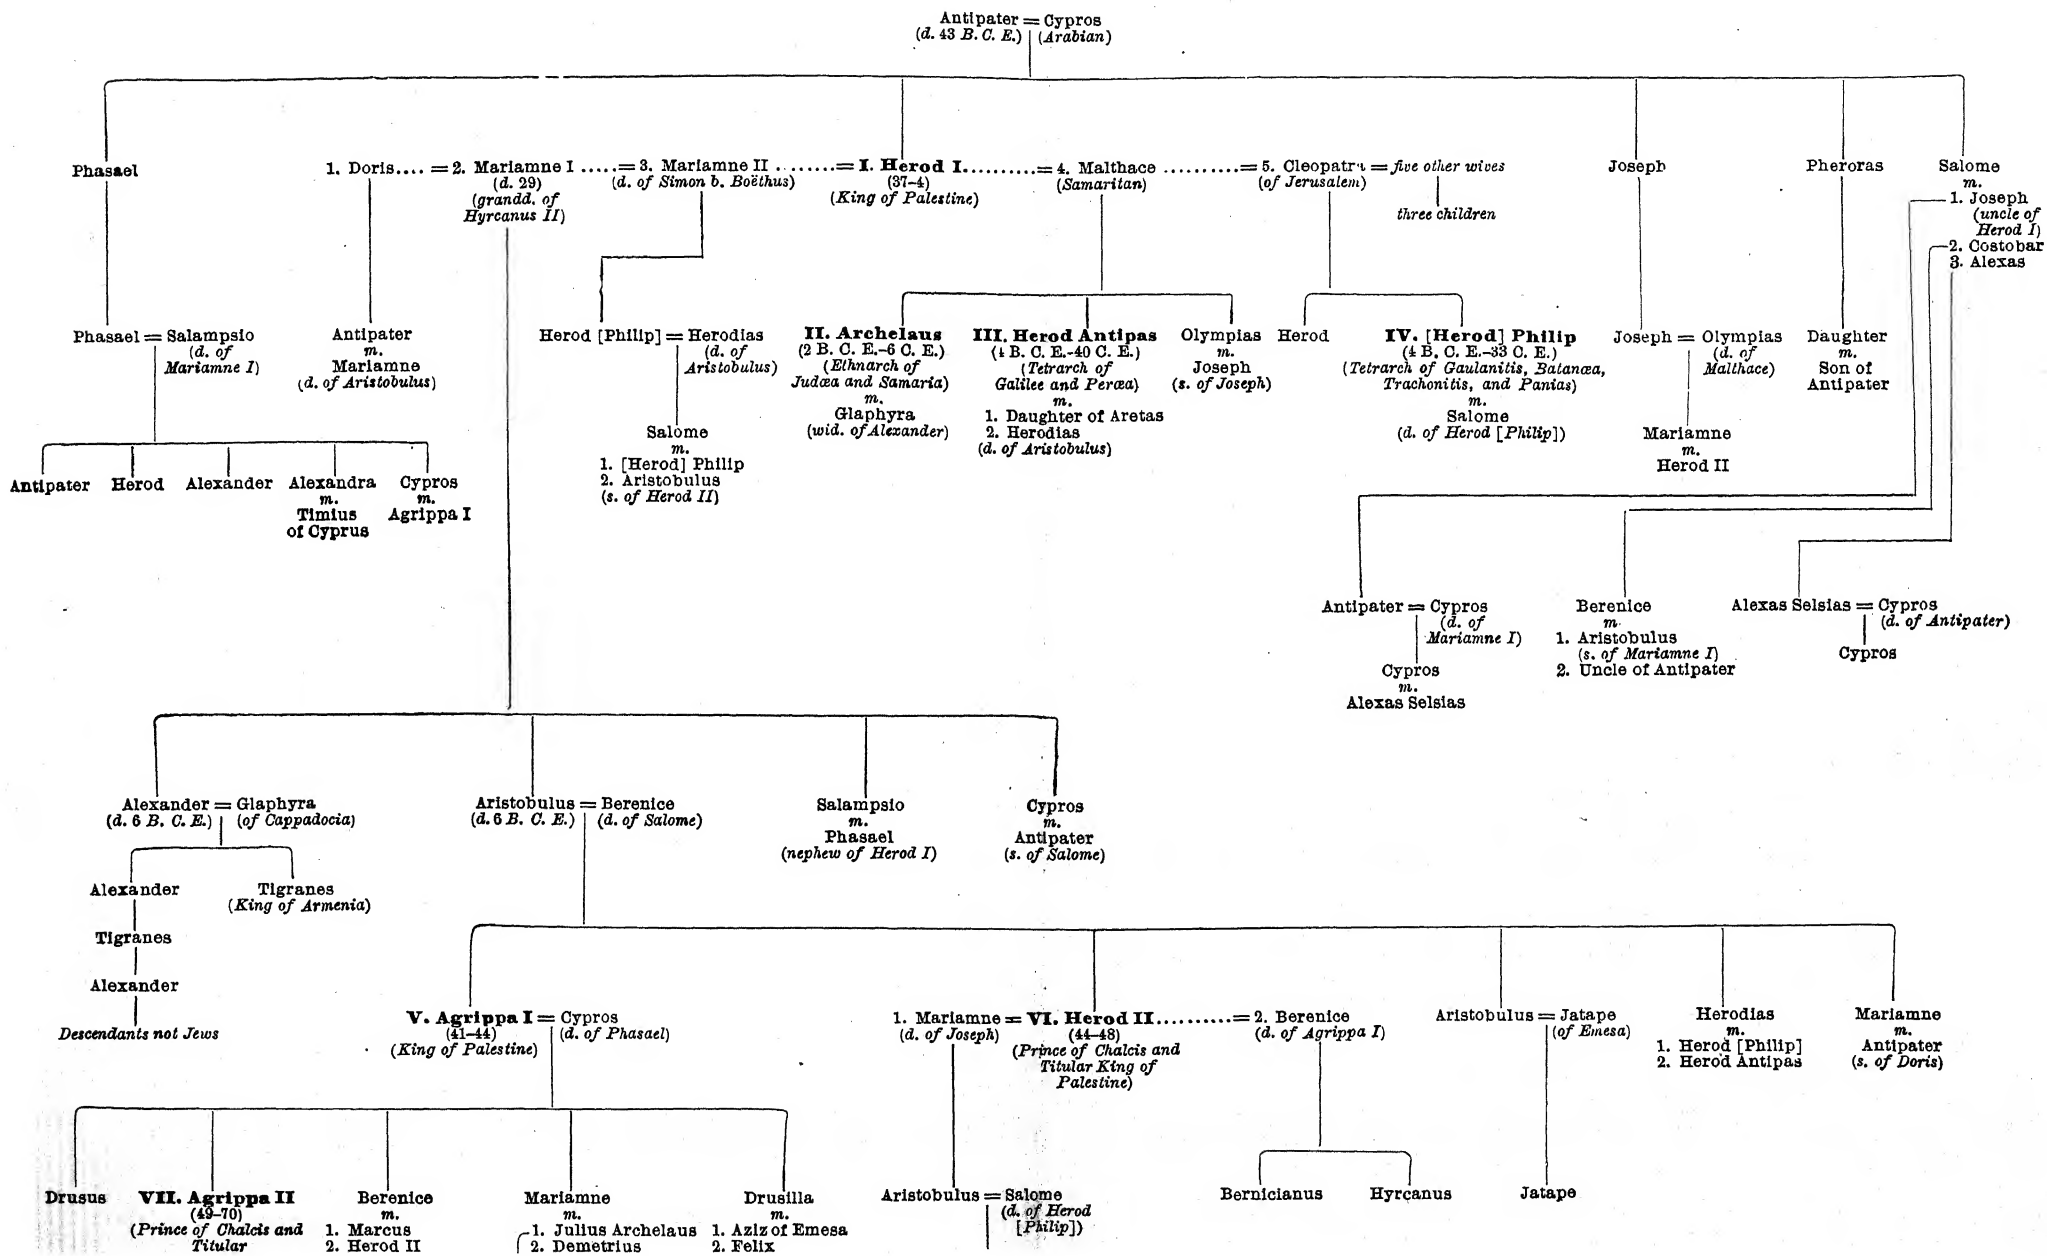 Antipater = Cypros
(d. 43 B. C. E.) (Arabian)
Phasael
1. Doris.... = 2. Mariamne I .....= 3. Mariamne II ........= I. Herod I..........= 4. Malthace ...........= 5. Cleopatra = five other wives
(d. 29)
(grandd. of
Hyrcanus II)
(d. of Simon b. Boëthus)
(37-4)
(King of Palestine)
(Samaritan)
(of Jerusalem)
three children
Joseph
Pheroras
Salome
m.
1. Joseph
(uncle of
Herod I)
2. Costobar
3. Alexas
Phasael = Salampsio
(d. of
Mariamne I)
Antipater
m.
Mariamne
(d. of Aristobulus)
Herod [Philip] = Herodias
(d. of
Aristobulus)
Salome
m.
1. [Herod] Philip
2. Aristobulus
(s. of Herod II)
II. Archelaus
(2 B. C. E.-6 C. E.)
(Ethnarch of
Judæa and Samaria)
m.
Glaphyra
(wid. of Alexander)
III. Herod Antipas
(4 B. C. E.-40 C. E.)
(Tetrarch of
Galilee and Peræa)
m.
1. Daughter of Aretas
2. Herodias
(d. of Aristobulus)
Olympias
m.
Joseph
(s. of Joseph)
Herod
IV. [Herod] Philip
(4 B. C. E.-33 C. E.)
(Tetrarch of Gaulanitis, Batanæa,
Trachonitis, and Panias)
m.
Salome
(d. of Herod [Philip])
Joseph = Olympias
(d. of
Malthace)
Mariamne
m.
Herod II
Daughter
m.
Son of
Antipater
Antipater
Herod
Alexander
Alexandra
m.
Timius
of Cyprus
Cypros
m.
Agrippa I
Antipater = Cypros
(d. of
Mariamne I)
Cypros
m.
Alexas Selsias
Berenice
m.
1. Aristobulus
(s. of Mariamne I)
2. Uncle of Antipater
Alexas Selsias = Cypros
(d. of Antipater)
Cypros
Alexander = Glaphyra
(d. 6 B. C. E.) (of Cappadocia)
Aristobulus = Berenice
(d. 6 B. C. E.) (d. of Salome)
Salampsio
m.
Phasael
(nephew of Herod I)
Cypros
m.
Antipater
(s. of Salome)
Alexander
Tigranes
(King of Armenia)
Tigranes
Alexander
Descendants not Jews
V. Agrippa I = Cypros
(41-44) (d. of Phasael)
(King of Palestine)
1. Mariamne = VI. Herod II..........= 2. Berenice
(d. of Joseph) (44-48) (d. of Agrippa I)
(Prince of Chalcis and
Titular King of
Palestine)
Aristobulus = Jatape
(of Emesa)
Herodias
m.
1. Herod [Philip]
2. Herod Antipas
Mariamne
m.
Antipater
(s. of Doris)
Drusus
VII. Agrippa II
(49-70)
(Prince of Chalcis and
Titular
Berenice
m.
1. Marcus
2. Herod II
Mariamne
m.
1. Julius Archelaus
2. Demetrius
Drusilla
m.
1. Aziz of Emesa
2. Felix
Aristobulus = Salome
(d. of Herod
[Philip])
Bernicianus
Hyrcanus
Jatape